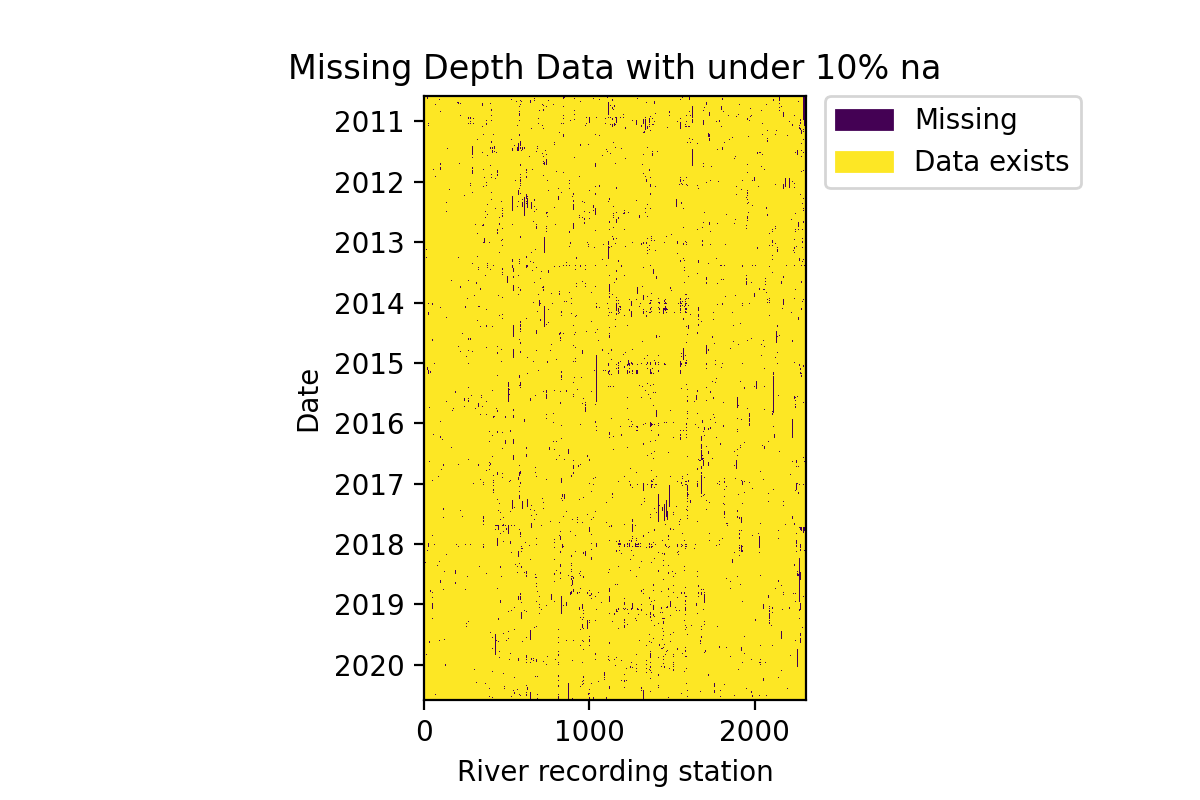 Missing Depth Data with under 10% na
Missing
Data exists
2011
2012
2013
2014
2015
2016
2017
2018
2019
2020
Date
0 1000 2000
River recording station